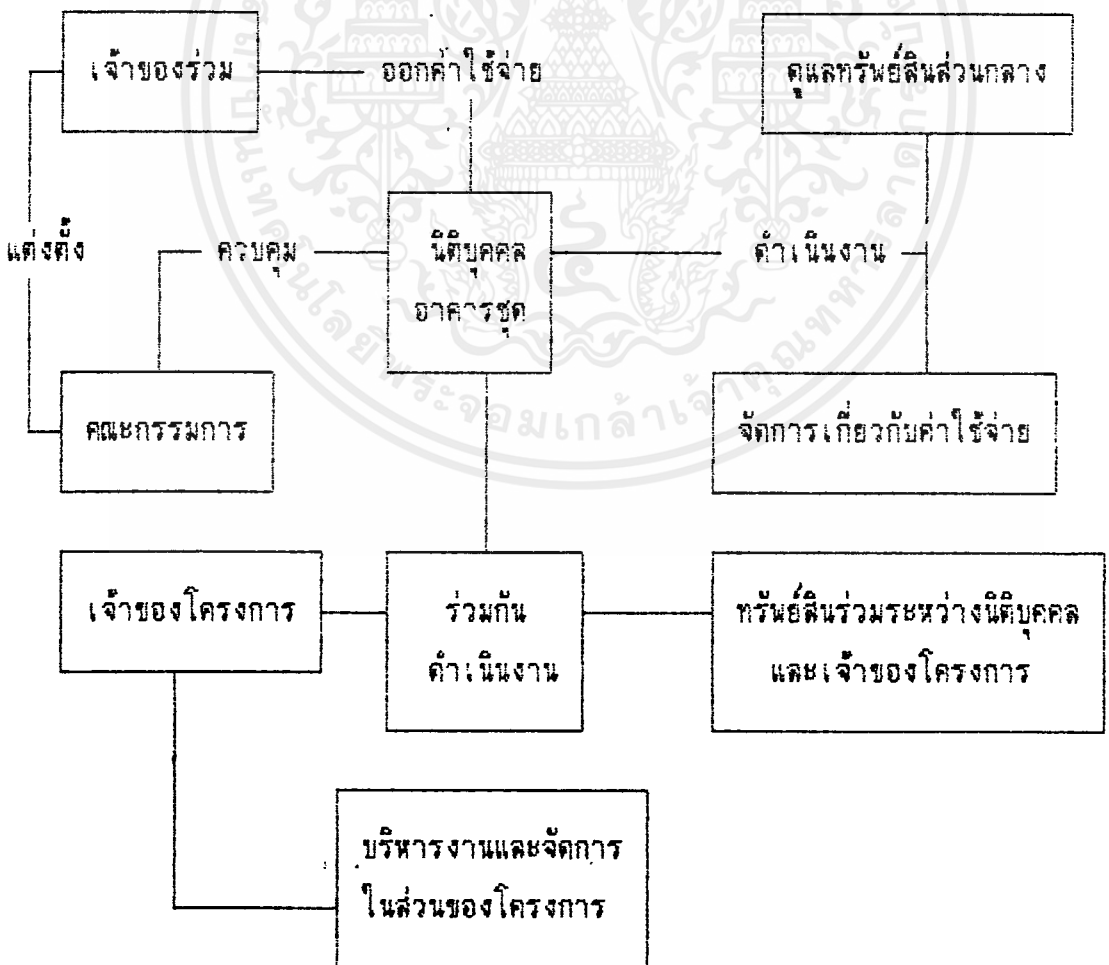 เจ้าของร่วม
ออกค่าใช้จ่าย
ดูแลทรัพย์สินส่วนกลาง
แต่งตั้ง
ควบคุม
นิติบุคคล
อาคารชุด
ดำเนินงาน
คณะกรรมการ
จัดการเกี่ยวกับค่าใช้จ่าย
เจ้าของโครงการ
ร่วมกัน
ดำเนินงาน
ทรัพย์สินร่วมระหว่างนิติบุคคล
และเจ้าของโครงการ
บริหารงานและจัดการ
ในส่วนของโครงการ